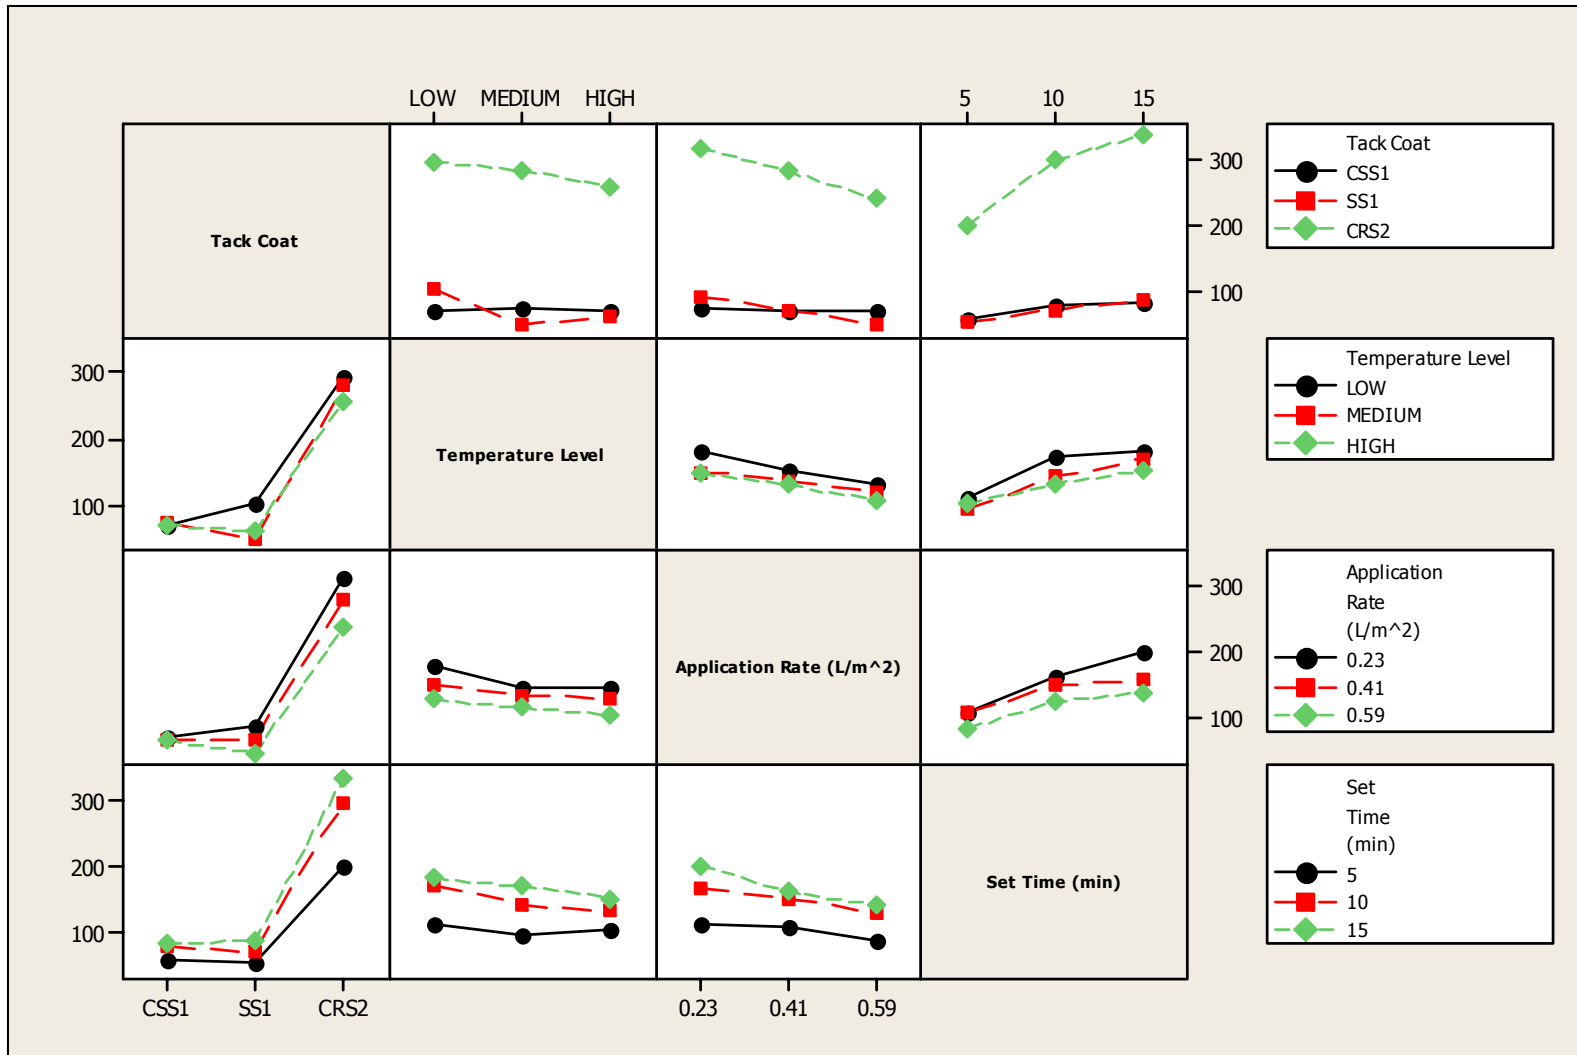 LOW MEDIUM HIGH 5 10 15
Tack Coat
CSS1
SS1
CRS2
300
200
100
Tack Coat
Temperature Level
LOW
MEDIUM
HIGH
300
200
100
Temperature Level
Application
Rate
(L/m^2)
0.23
0.41
0.59
300
200
100
Application Rate (L/m^2)
Set
Time
(min)
5
10
15
300
200
100
Set Time (min)
CSS1 SS1 CRS2 0.23 0.41 0.59